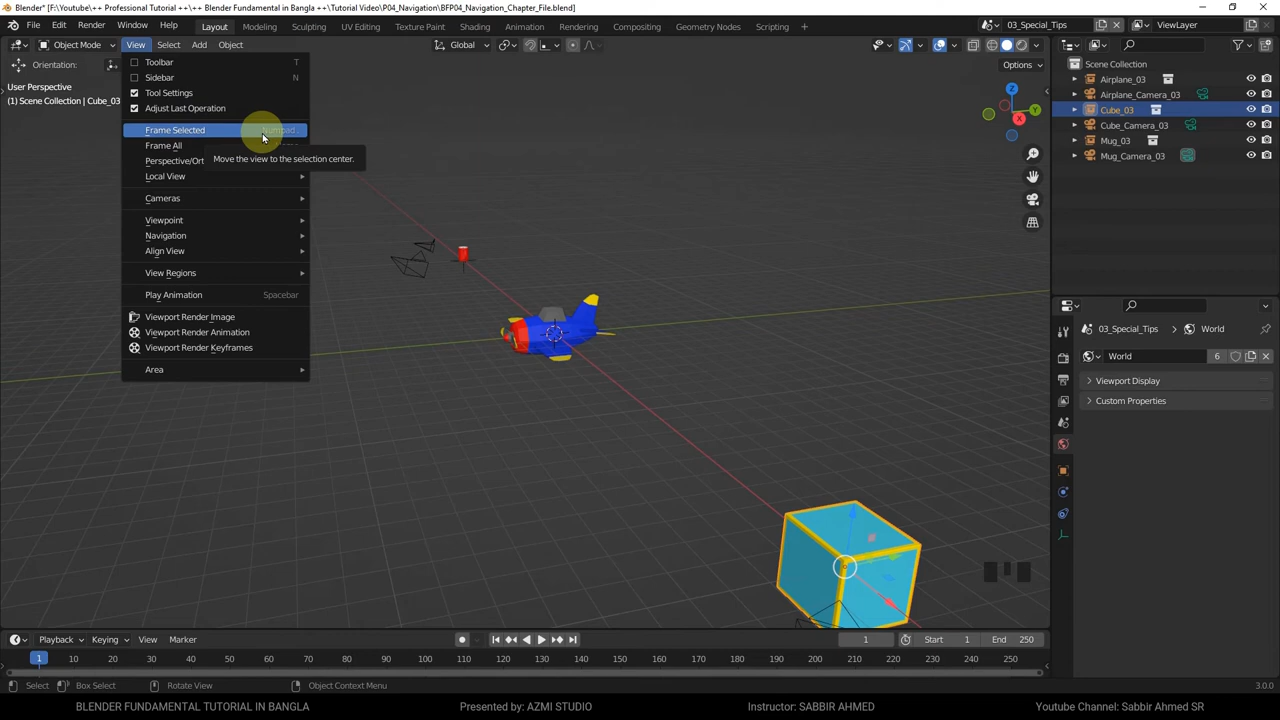 Blender* [F:\Youtube\++ Professional Tutorial ++\++ Blender Fundamental in Bangla ++\Tutorial Video\P04_Navigation\BFP04_Navigation_Chapter_File.blend]
File Edit Render Window Help Layout Modeling Sculpting UV Editing Texture Paint Shading Animation Rendering Compositing Geometry Nodes Scripting + 03_Special_Tips ViewLayer
Object Mode View Select Add Object Global
Orientation: Options
User Perspective
(1) Scene Collection | Cube_03
Toolbar T
Sidebar N
Tool Settings
Adjust Last Operation
Frame Selected
Frame All
Move the view to the selection center.
Perspective/Ort
Local View
Cameras
Viewpoint
Navigation
Align View
View Regions
Play Animation Spacebar
Viewport Render Image
Viewport Render Animation
Viewport Render Keyframes
Area
Z
Y
X
Scene Collection
Airplane_03
Airplane_Camera_03
Cube_03
Cube_Camera_03
Mug_03
Mug_Camera_03
03_Special_Tips > World
World 6
Viewport Display
Custom Properties
Playback Keying View Marker 1 Start 1 End 250
1 10 20 30 40 50 60 70 80 90 100 110 120 130 140 150 160 170 180 190 200 210 220 230 240 250
Select Box Select Rotate View Object Context Menu 3.0.0
BLENDER FUNDAMENTAL TUTORIAL IN BANGLA Presented by: AZMI STUDIO Instructor: SABBIR AHMED Youtube Channel: Sabbir Ahmed SR